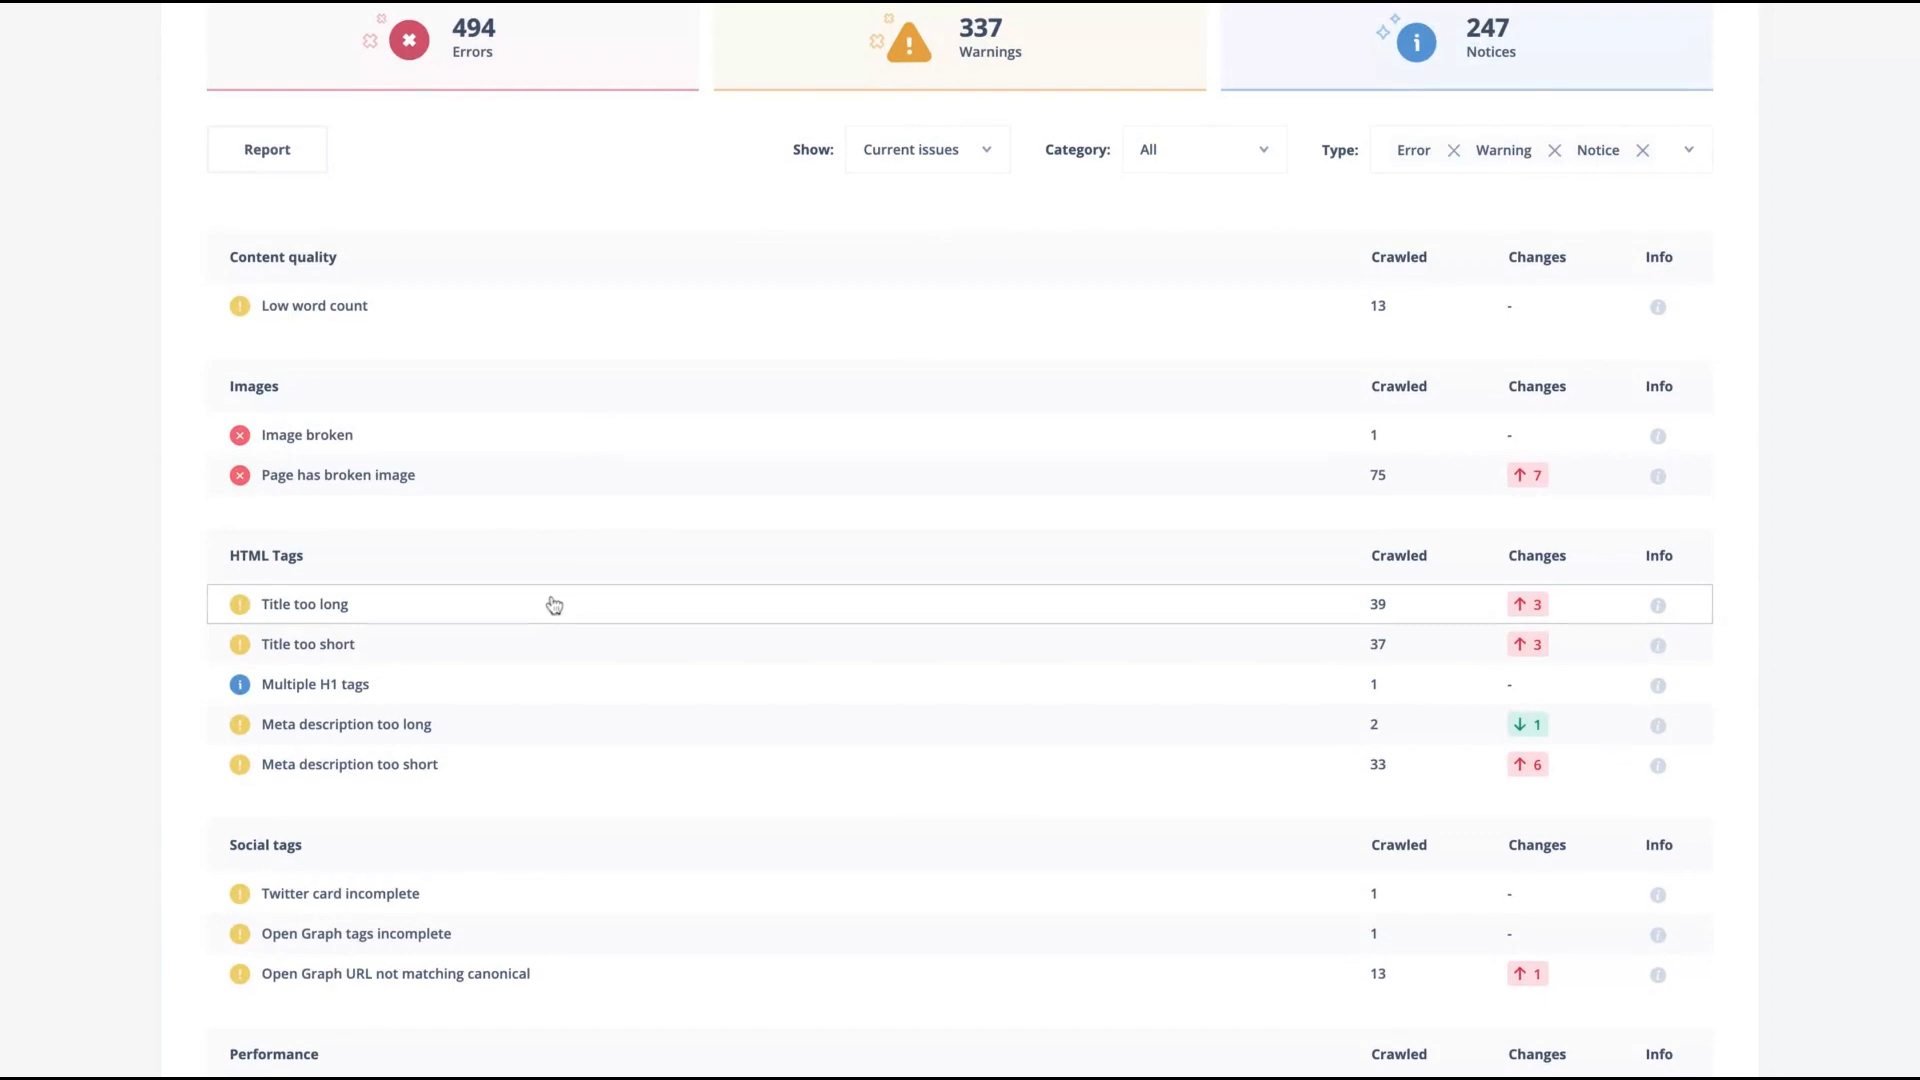 494
Errors
337
Warnings
247
Notices
Report
Show: Current issues
Category: All
Type: Error Warning Notice
Content quality Crawled Changes Info
Low word count 13 -
Images Crawled Changes Info
Image broken 1 -
Page has broken image 75 ↑ 7
HTML Tags Crawled Changes Info
Title too long 39 ↑ 3
Title too short 37 ↑ 3
Multiple H1 tags 1 -
Meta description too long 2 ↓ 1
Meta description too short 33 ↑ 6
Social tags Crawled Changes Info
Twitter card incomplete 1 -
Open Graph tags incomplete 1 -
Open Graph URL not matching canonical 13 ↑ 1
Performance Crawled Changes Info